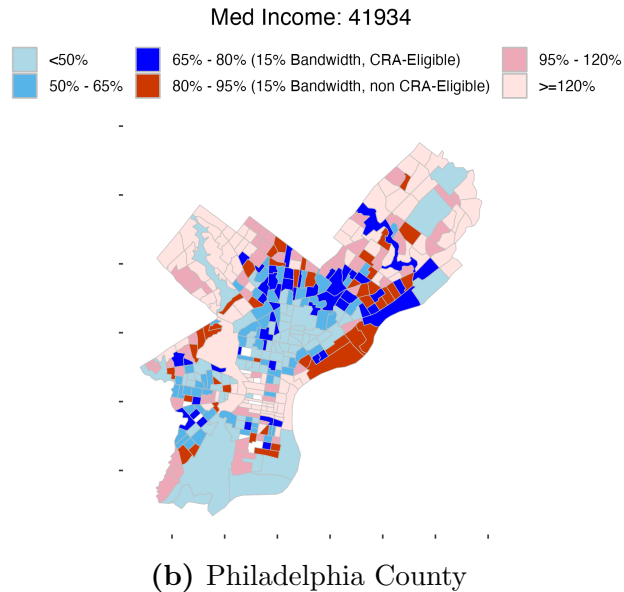 Med Income: 41934
<50% 65% - 80% (15% Bandwidth, CRA-Eligible) 95% - 120%
50% - 65% 80% - 95% (15% Bandwidth, non CRA-Eligible) >=120%
(b) Philadelphia County